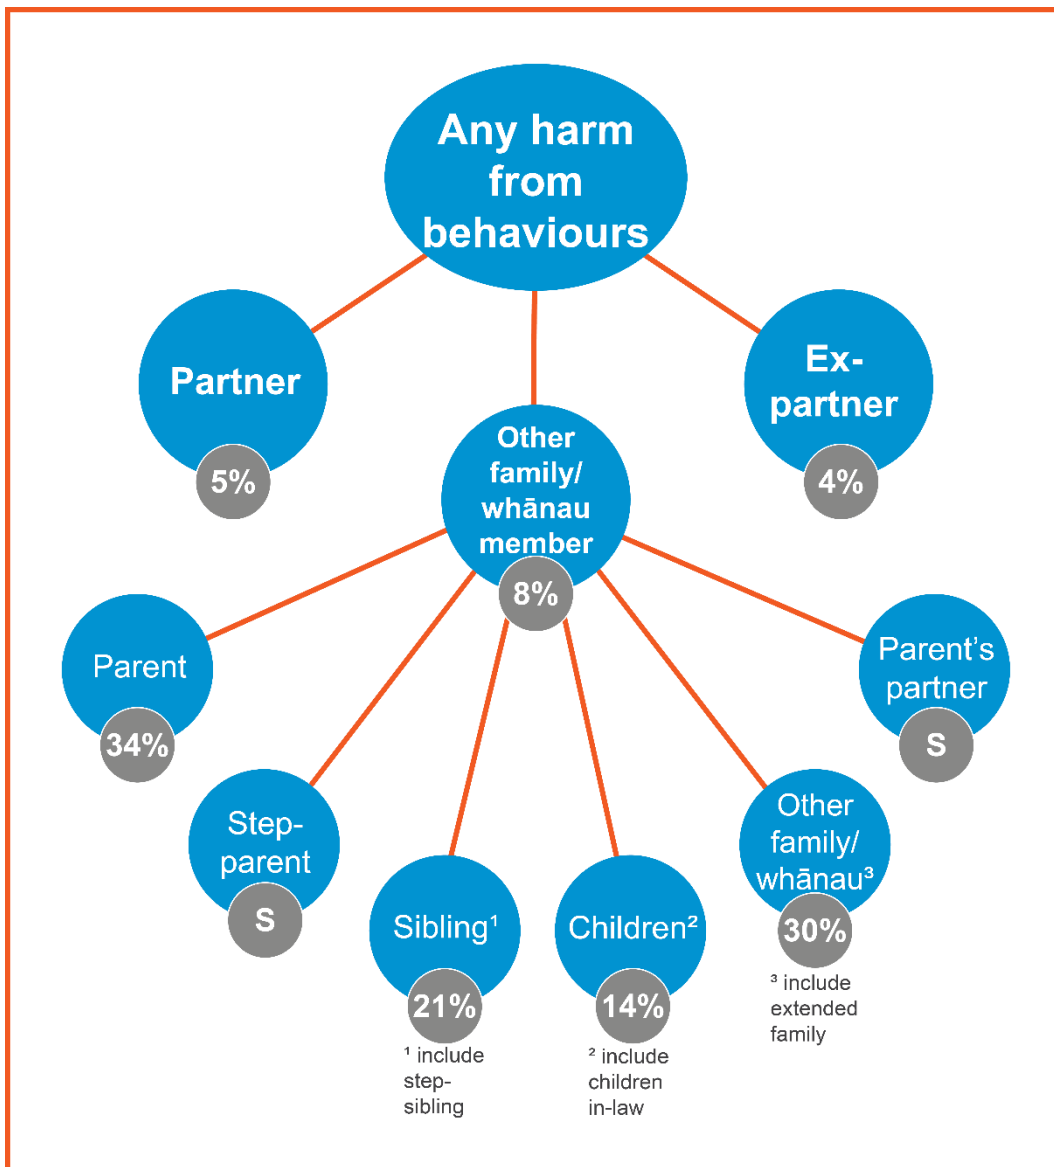 Any harm
from
behaviours
Partner
5%
Ex-
partner
4%
Other
family/
whānau
member
8%
Parent
34%
Step-
parent
S
Sibling¹
21%
¹ include
step-
sibling
Children²
14%
² include
children
in-law
Other
family/
whānau³
30%
³ include
extended
family
Parent's
partner
S